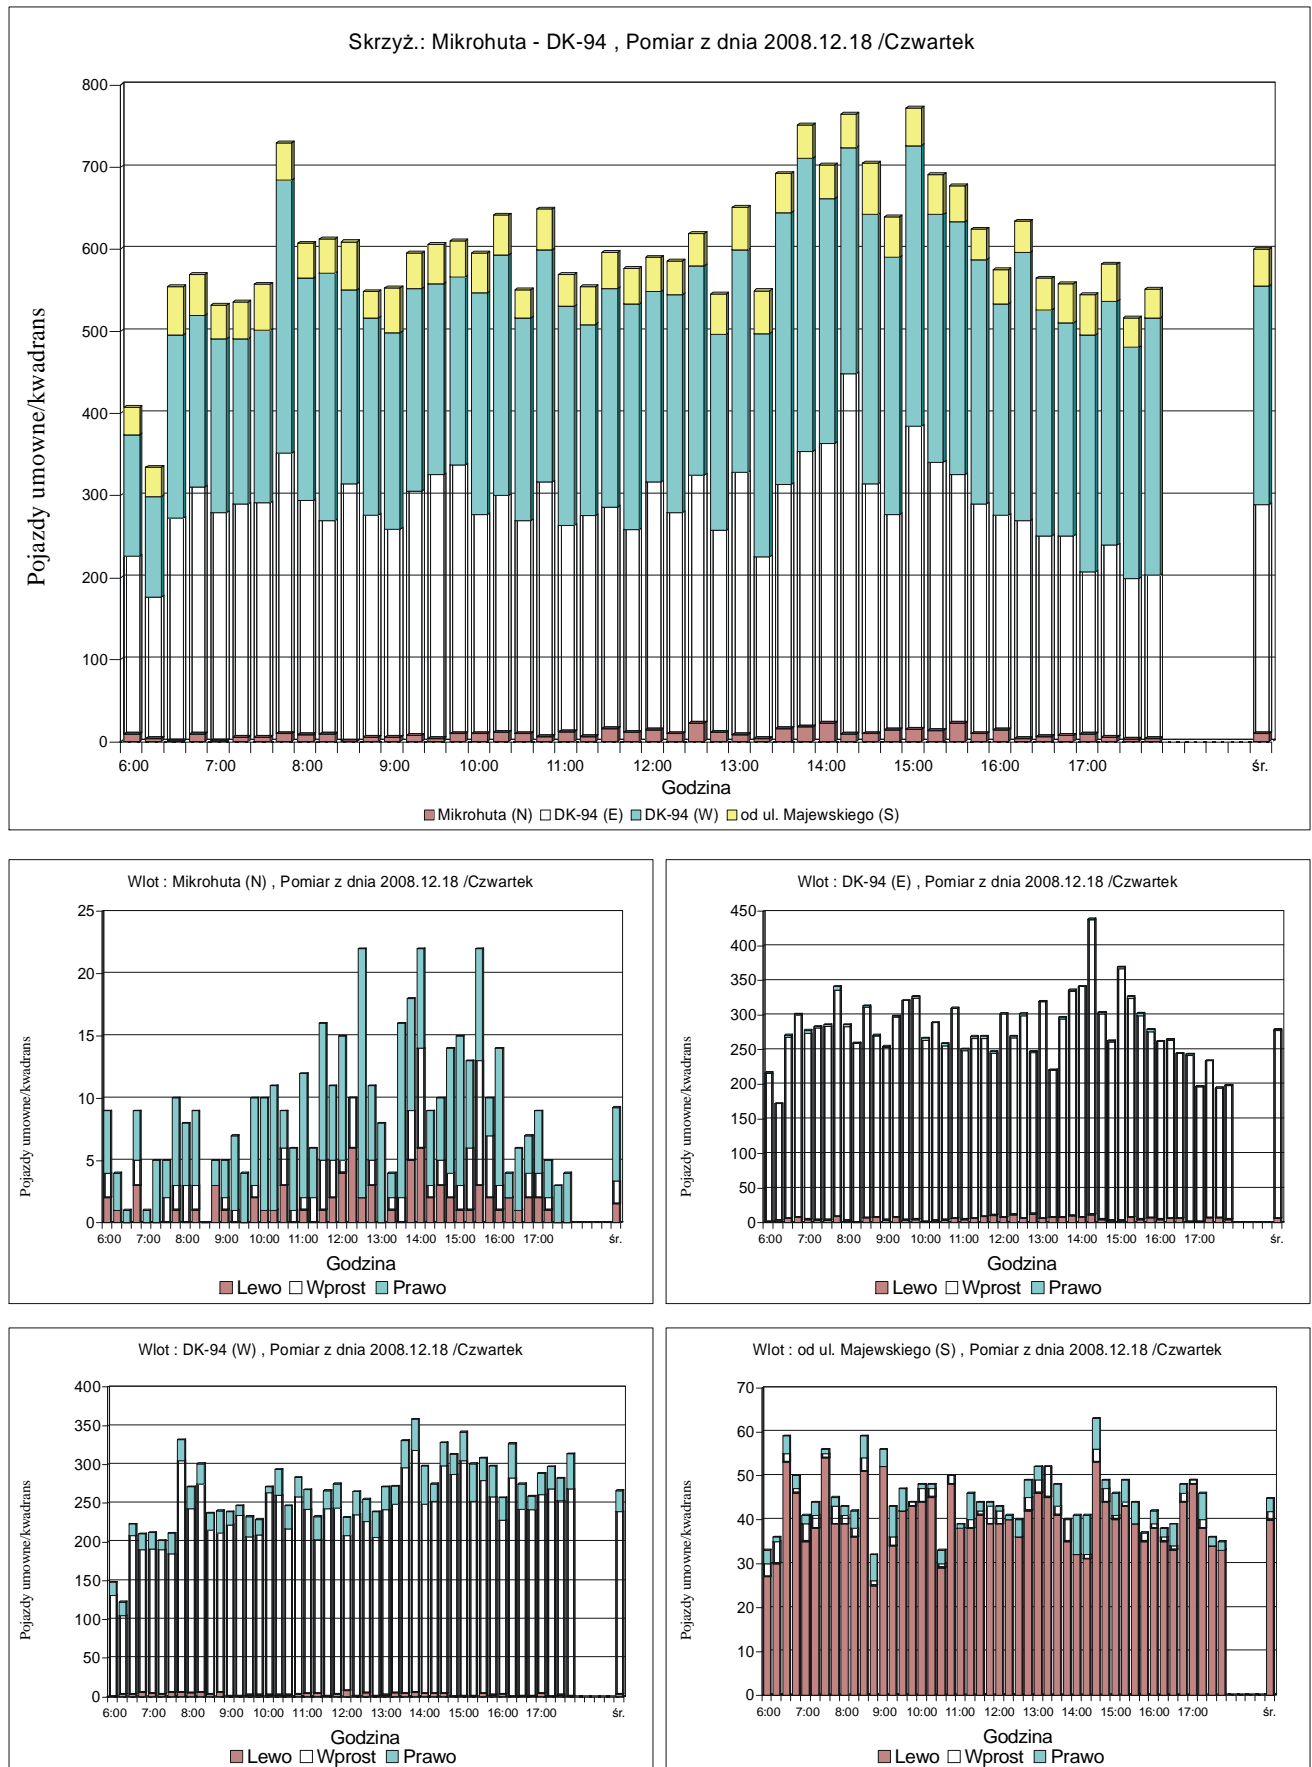 Skrzyż.: Mikrohuta - DK-94 , Pomiar z dnia 2008.12.18 /Czwartek
Pojazdy umowne/kwadrans
800
700
600
500
400
300
200
100
0
6:00 7:00 8:00 9:00 10:00 11:00 12:00 13:00 14:00 15:00 16:00 17:00 śr.
Godzina
Mikrohuta (N) DK-94 (E) DK-94 (W) od ul. Majewskiego (S)
Wlot : Mikrohuta (N) , Pomiar z dnia 2008.12.18 /Czwartek
Pojazdy umowne/kwadrans
25
20
15
10
5
0
6:00 7:00 8:00 9:00 10:00 11:00 12:00 13:00 14:00 15:00 16:00 17:00 śr.
Godzina
Lewo Wprost Prawo
Wlot : DK-94 (E) , Pomiar z dnia 2008.12.18 /Czwartek
Pojazdy umowne/kwadrans
450
400
350
300
250
200
150
100
50
0
6:00 7:00 8:00 9:00 10:00 11:00 12:00 13:00 14:00 15:00 16:00 17:00 śr.
Godzina
Lewo Wprost Prawo
Wlot : DK-94 (W) , Pomiar z dnia 2008.12.18 /Czwartek
Pojazdy umowne/kwadrans
400
350
300
250
200
150
100
50
0
6:00 7:00 8:00 9:00 10:00 11:00 12:00 13:00 14:00 15:00 16:00 17:00 śr.
Godzina
Lewo Wprost Prawo
Wlot : od ul. Majewskiego (S) , Pomiar z dnia 2008.12.18 /Czwartek
Pojazdy umowne/kwadrans
70
60
50
40
30
20
10
0
6:00 7:00 8:00 9:00 10:00 11:00 12:00 13:00 14:00 15:00 16:00 17:00 śr.
Godzina
Lewo Wprost Prawo